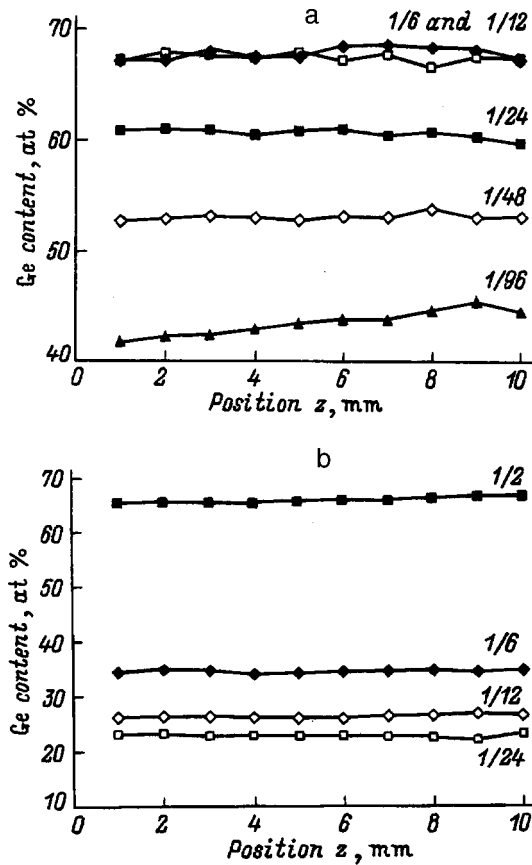 a
1/6 and 1/12
70
1/24
60
1/48
50
1/96
40
0 2 4 6 8 10
Ge content, at %
Position z, mm
b
70
1/2
60
50
40
1/6
30
1/12
20
1/24
10
0 2 4 6 8 10
Ge content, at %
Position z, mm